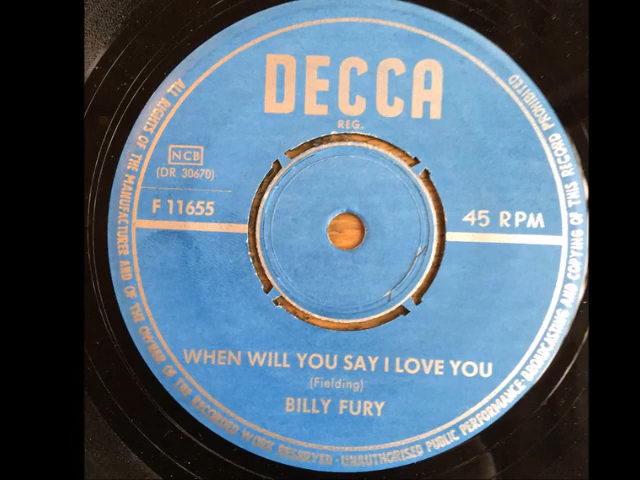 DECCA
REG.
NCB
(DR 30670)
F 11655
45 RPM
WHEN WILL YOU SAY I LOVE YOU
(Fielding)
BILLY FURY
ALL RIGHTS OF THE MANUFACTURER AND OF THE OWNER OF THE RECORDED WORK RESERVED · UNAUTHORISED PUBLIC PERFORMANCE · BROADCASTING AND COPYING OF THIS RECORD PROHIBITED